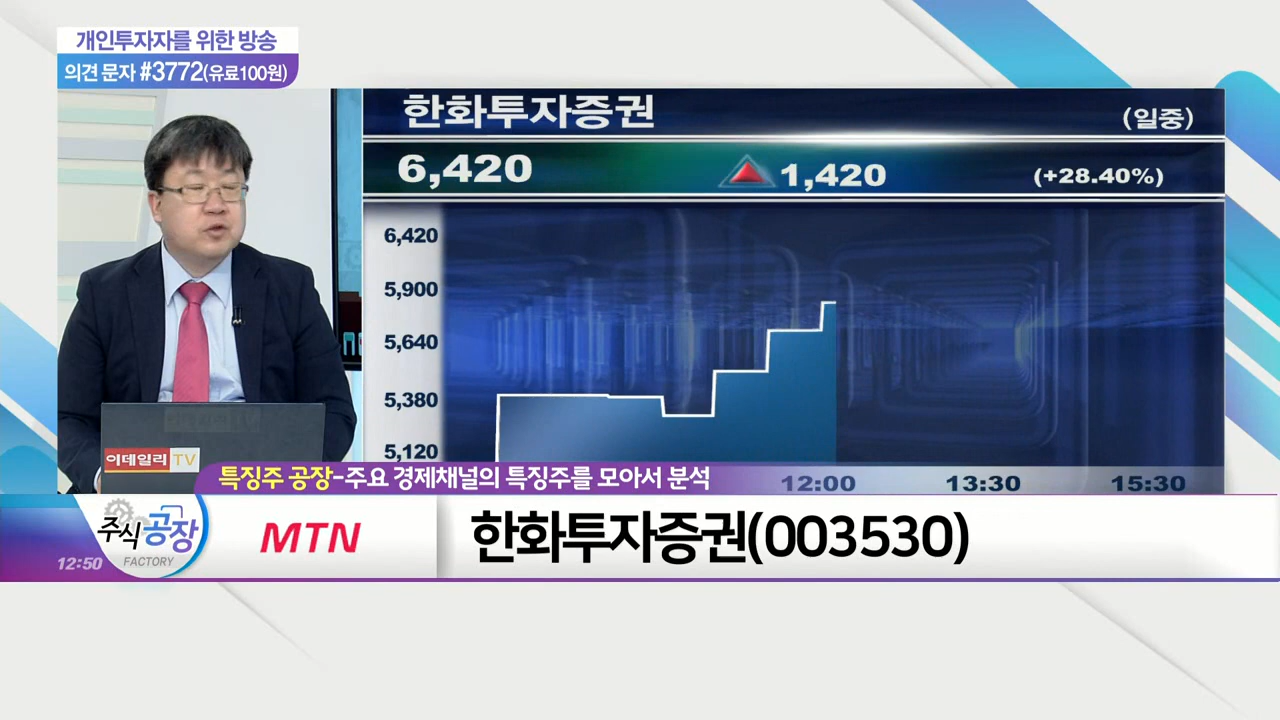 개인투자자를 위한 방송
의견 문자 #3772(유료100원)
한화투자증권
(일중)
6,420
1,420
(+28.40%)
6,420
5,900
5,640
5,380
5,120
12:00
13:30
15:30
이데일리 TV
특징주 공장-주요 경제채널의 특징주를 모아서 분석
주식공장
FACTORY
12:50
MTN
한화투자증권(003530)